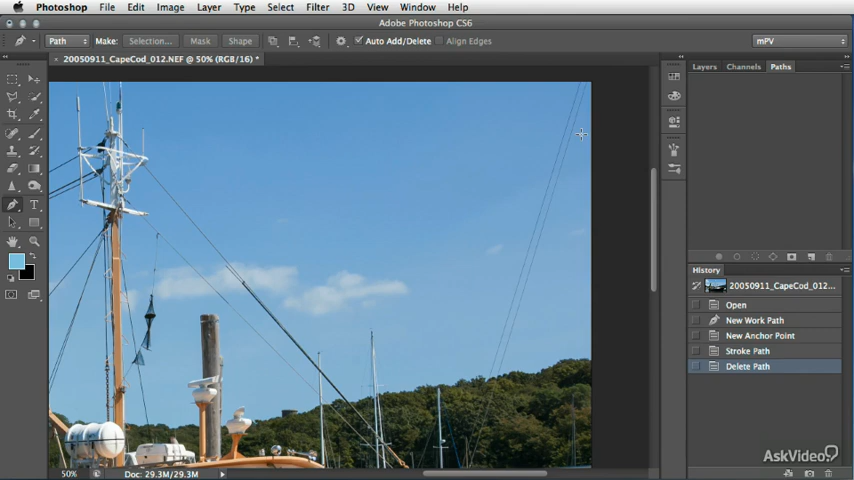 Photoshop File Edit Image Layer Type Select Filter 3D View Window Help
Adobe Photoshop CS6
Path Make: Selection... Mask Shape Auto Add/Delete Align Edges mPV
× 20050911_CapeCod_012.NEF @ 50% (RGB/16) *
Layers Channels Paths
T
History
20050911_CapeCod_012...
Open
New Work Path
New Anchor Point
Stroke Path
Delete Path
AskVideo
50% Doc: 29.3M/29.3M